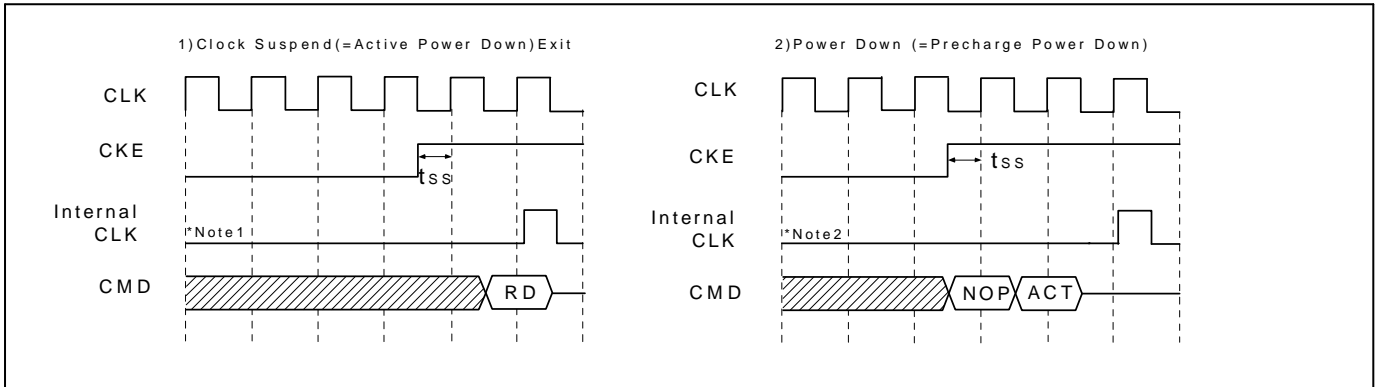 1)Clock Suspend(=Active Power Down)Exit
CLK
CKE
tss
Internal
CLK
*Note1
CMD
RD
2)Power Down (=Precharge Power Down)
CLK
CKE
tss
Internal
CLK
*Note2
CMD
NOP
ACT